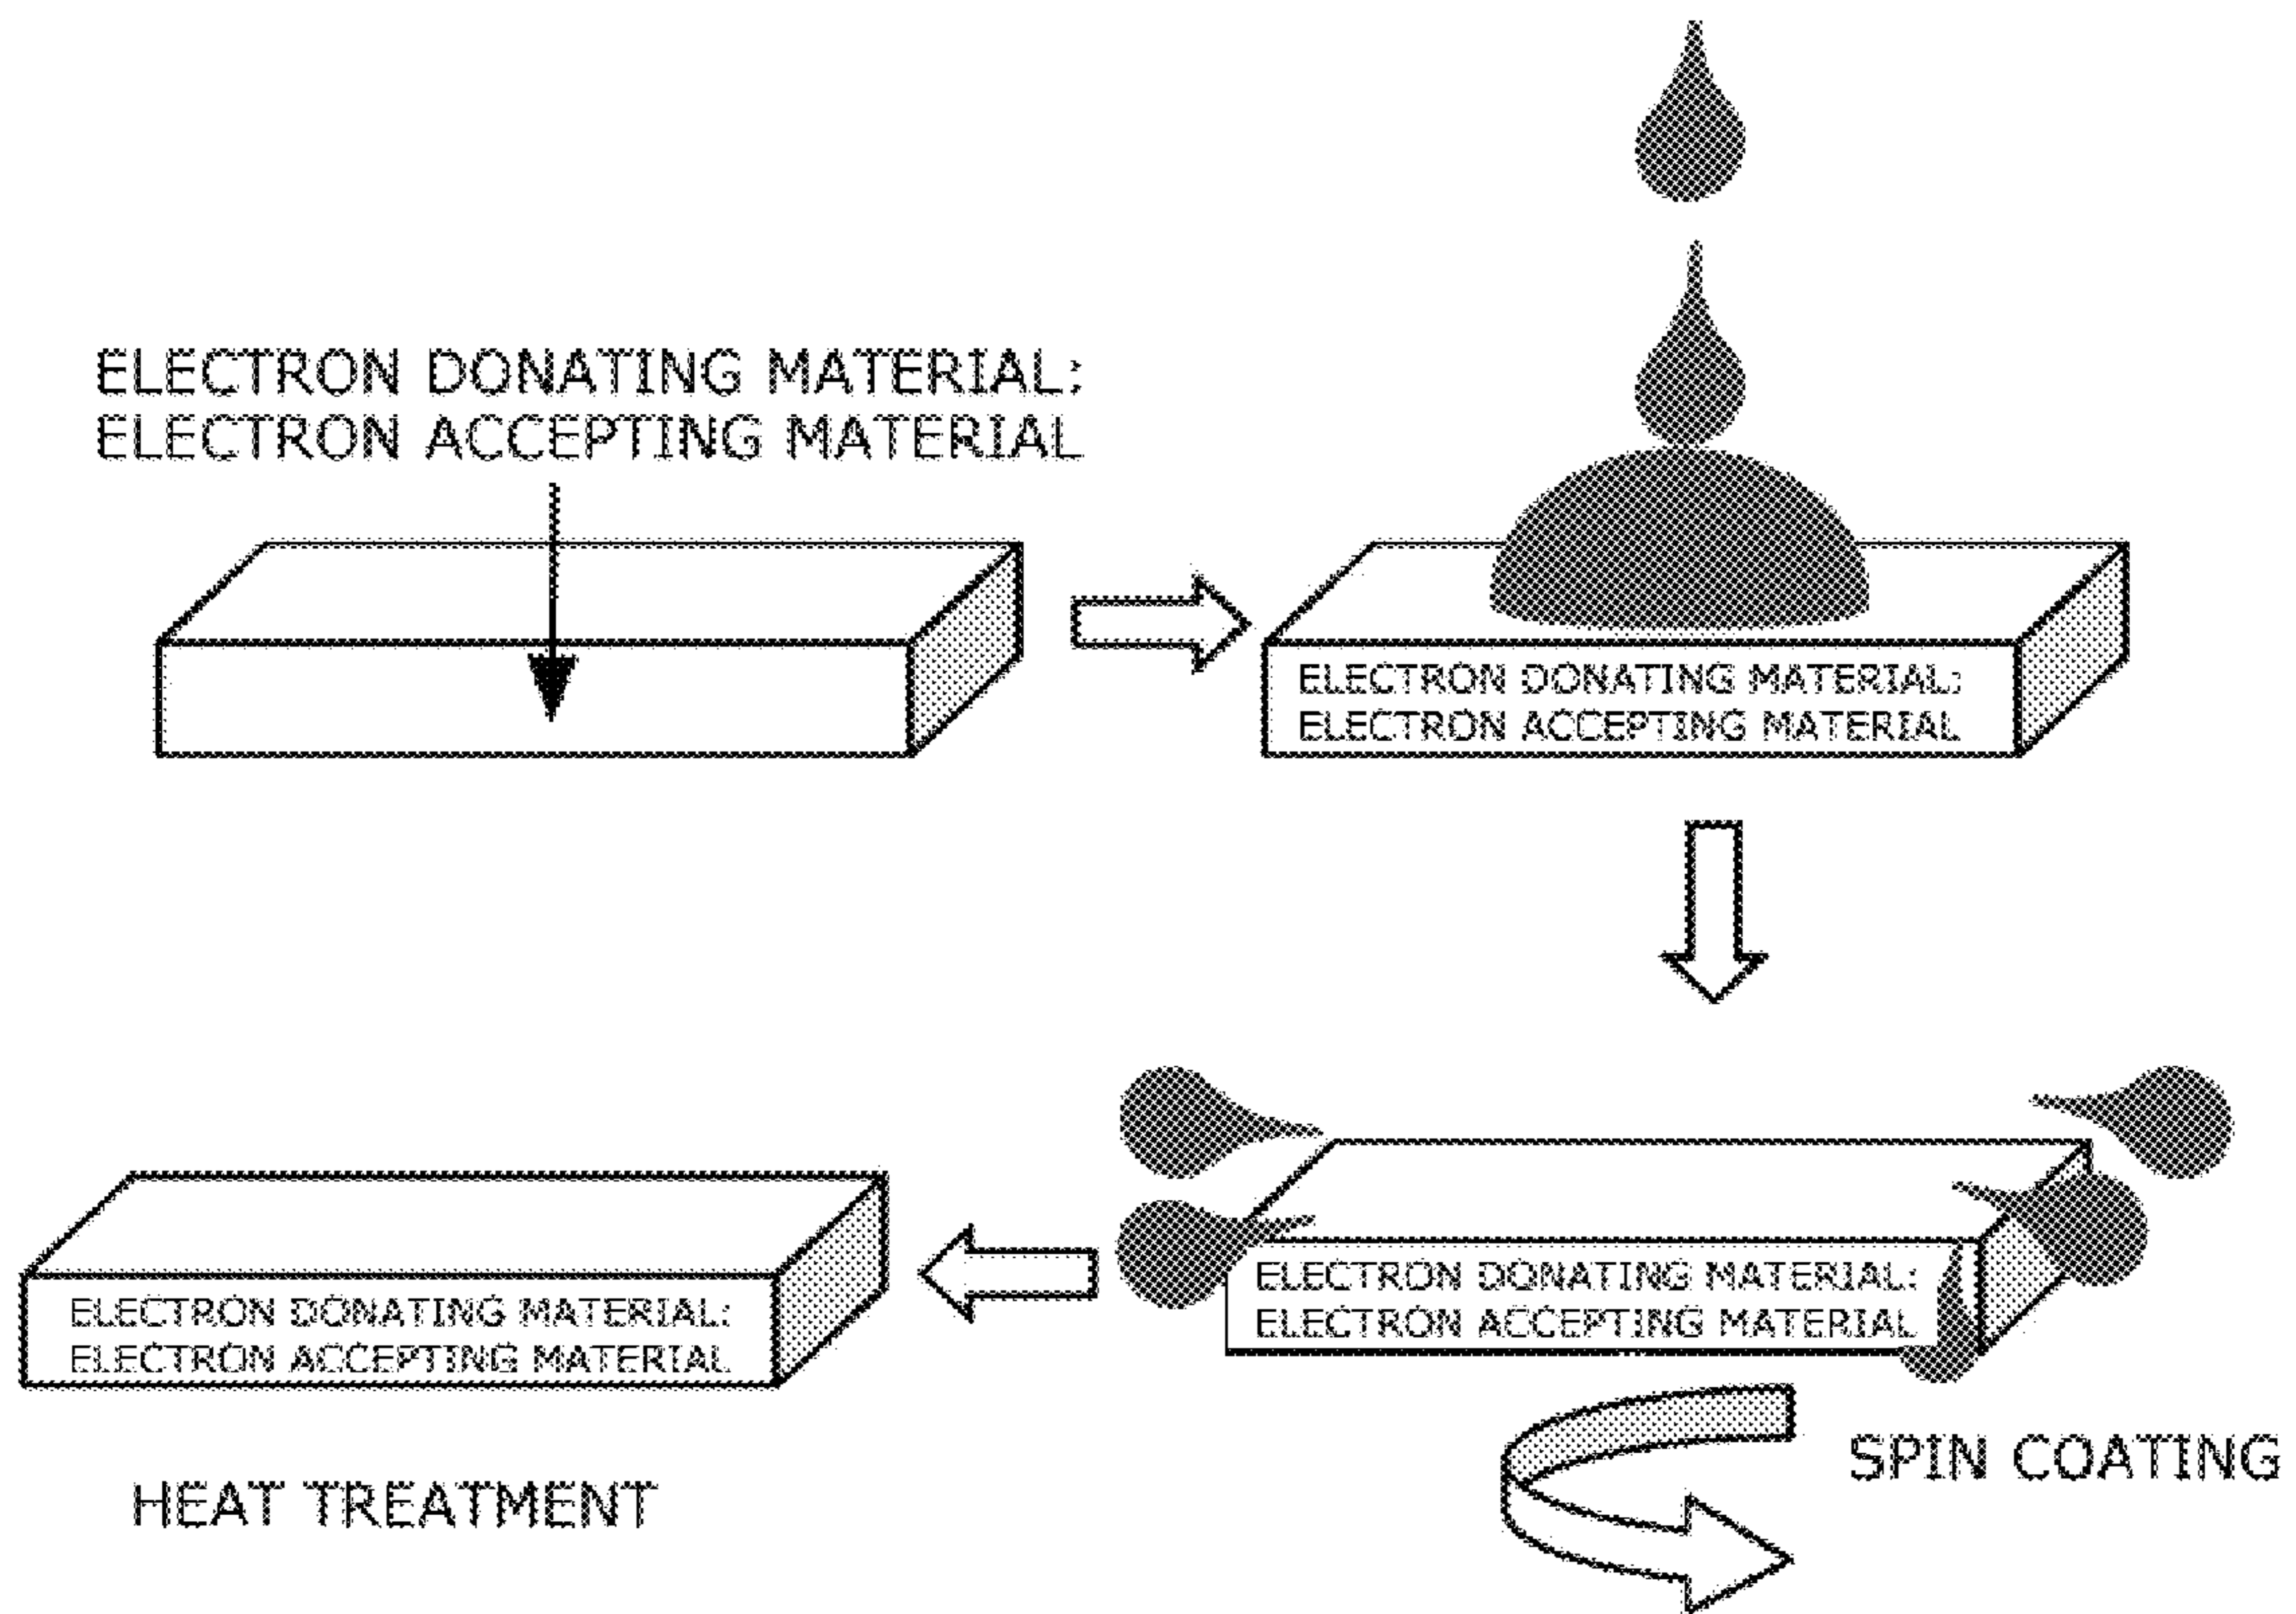 ELECTRON DONATING MATERIAL:
ELECTRON ACCEPTING MATERIAL
ELECTRON DONATING MATERIAL:
ELECTRON ACCEPTING MATERIAL
ELECTRON DONATING MATERIAL:
ELECTRON ACCEPTING MATERIAL
SPIN COATING
ELECTRON DONATING MATERIAL:
ELECTRON ACCEPTING MATERIAL
HEAT TREATMENT